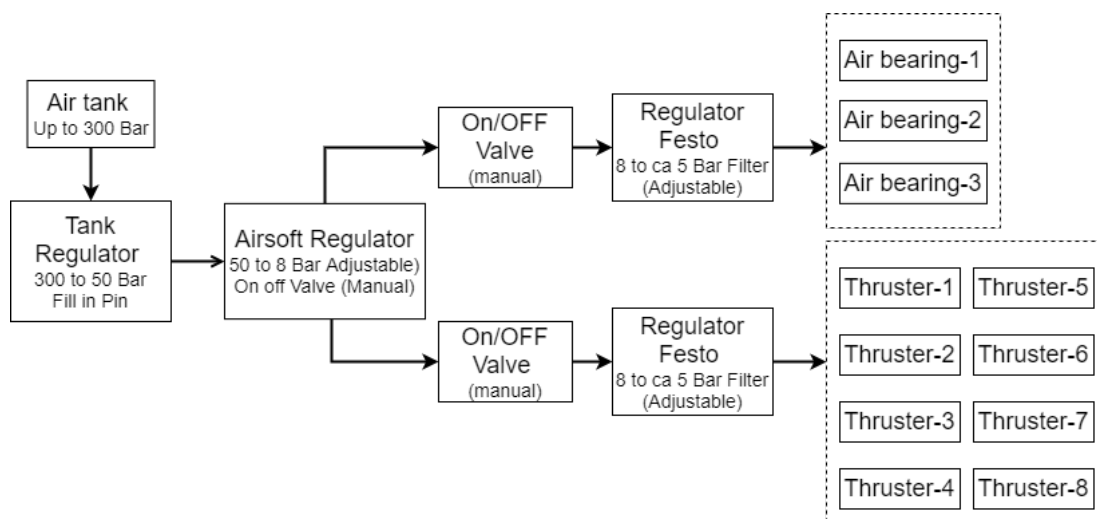 Air tank
Up to 300 Bar
Tank
Regulator
300 to 50 Bar
Fill in Pin
Airsoft Regulator
50 to 8 Bar Adjustable)
On off Valve (Manual)
On/OFF
Valve
(manual)
Regulator
Festo
8 to ca 5 Bar Filter
(Adjustable)
Air bearing-1
Air bearing-2
Air bearing-3
On/OFF
Valve
(manual)
Regulator
Festo
8 to ca 5 Bar Filter
(Adjustable)
Thruster-1
Thruster-5
Thruster-2
Thruster-6
Thruster-3
Thruster-7
Thruster-4
Thruster-8